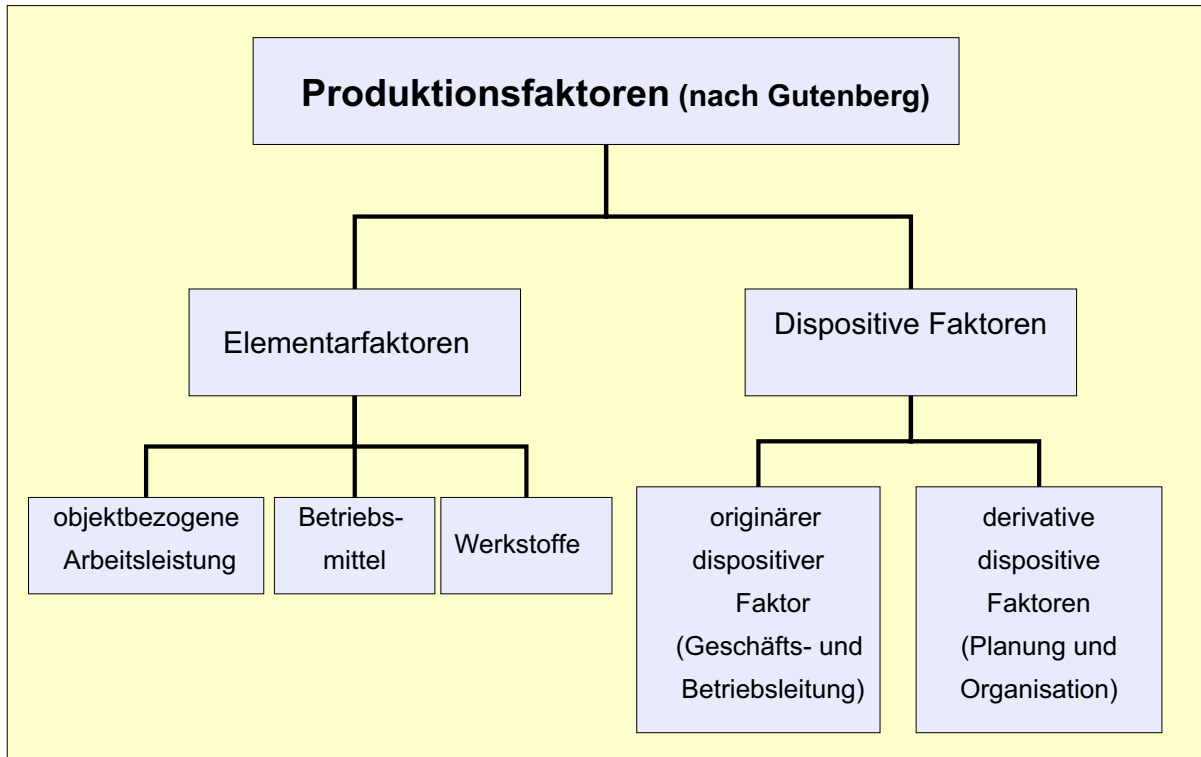 Produktionsfaktoren (nach Gutenberg)
Elementarfaktoren
Dispositive Faktoren
objektbezogene
Arbeitsleistung
Betriebs-
mittel
Werkstoffe
originärer
dispositiver
Faktor
(Geschäfts- und
Betriebsleitung)
derivative
dispositive
Faktoren
(Planung und
Organisation)